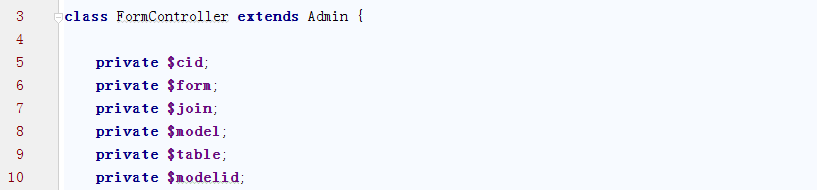 3 class FormController extends Admin {
4
5 private $cid;
6 private $form;
7 private $join;
8 private $model;
9 private $table;
10 private $modelid;